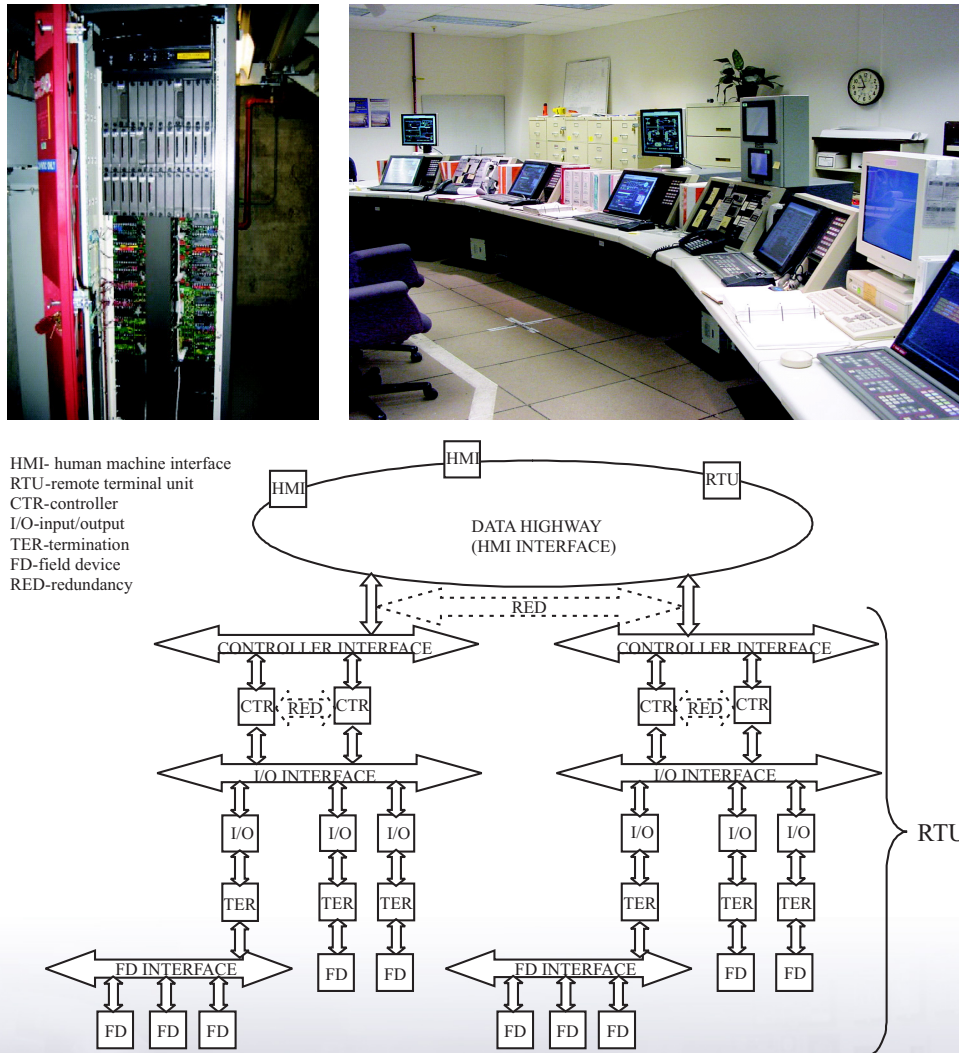 HMI- human machine interface
RTU-remote terminal unit
CTR-controller
I/O-input/output
TER-termination
FD-field device
RED-redundancy
HMI
HMI
RTU
DATA HIGHWAY
(HMI INTERFACE)
RED
CONTROLLER INTERFACE
CONTROLLER INTERFACE
CTR RED CTR
CTR RED CTR
I/O INTERFACE
I/O INTERFACE
I/O I/O I/O
I/O I/O I/O
RTU
TER TER TER
TER TER TER
FD INTERFACE
FD FD
FD INTERFACE
FD FD
FD FD FD
FD FD FD